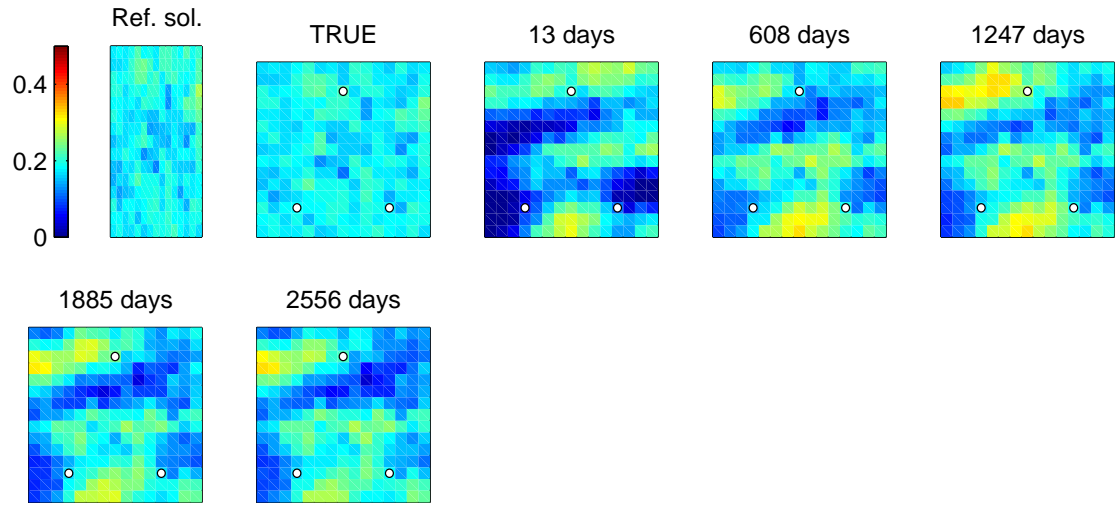 Ref. sol.
TRUE
13 days
608 days
1247 days
0.4
0.2
0
1885 days
2556 days